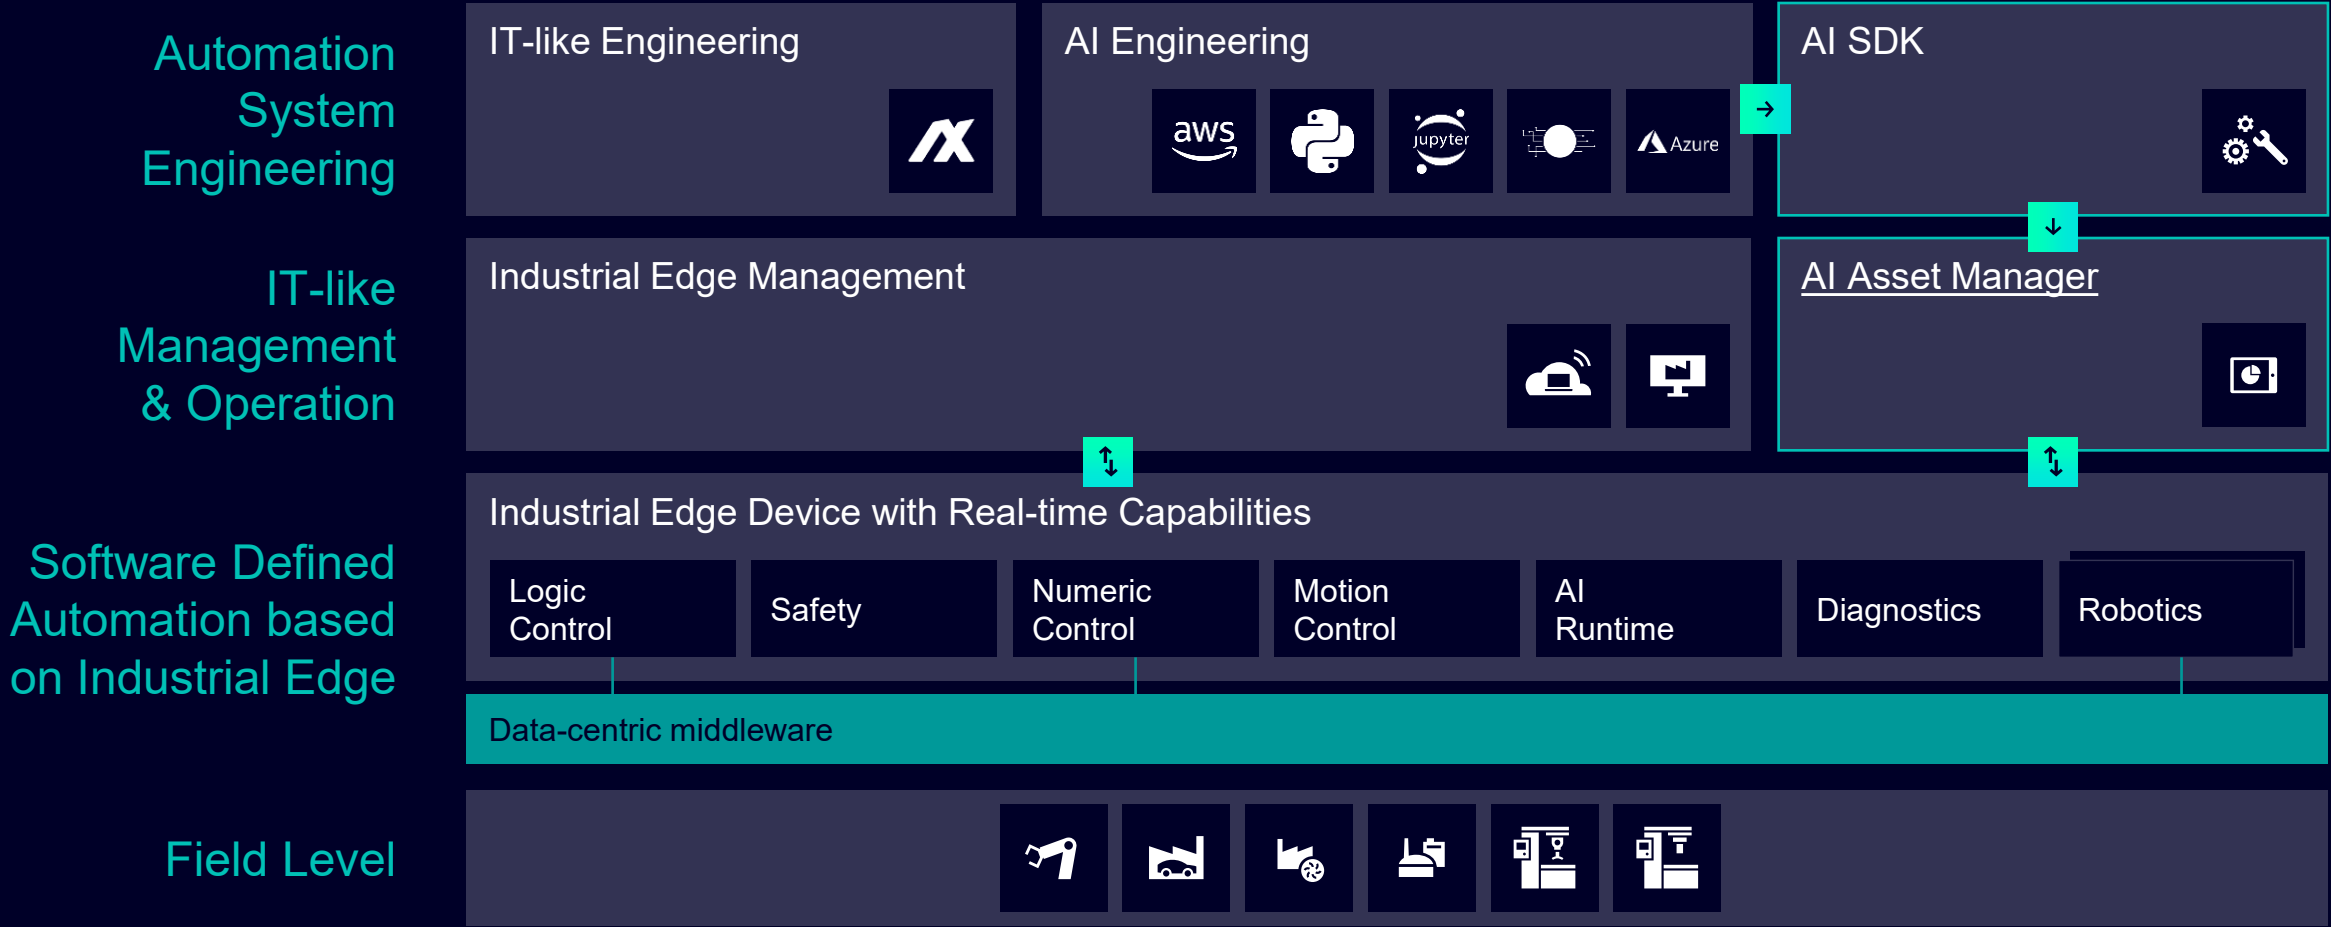 Automation
System
Engineering
IT-like Engineering
AI Engineering
aws
jupyter
Azure
AI SDK
IT-like
Management
& Operation
Industrial Edge Management
AI Asset Manager
Software Defined
Automation based
on Industrial Edge
Industrial Edge Device with Real-time Capabilities
Logic
Control
Safety
Numeric
Control
Motion
Control
AI
Runtime
Diagnostics
Robotics
Data-centric middleware
Field Level